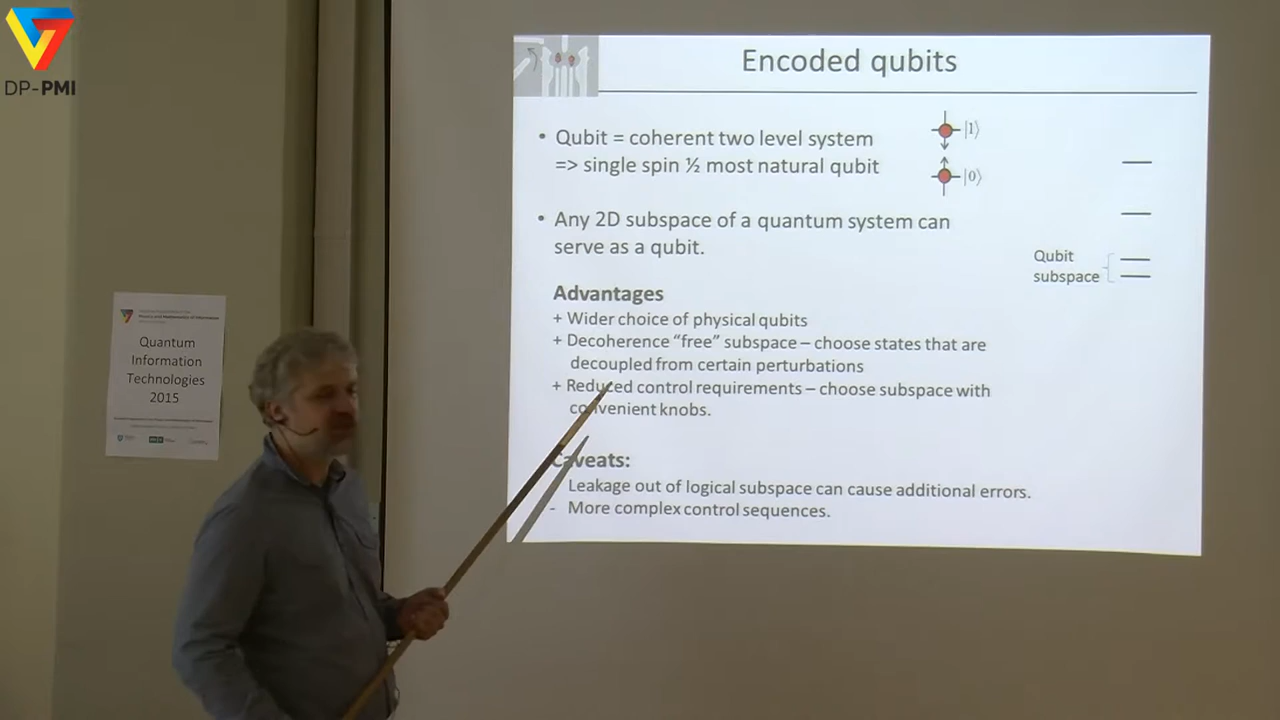 DP-PMI
Encoded qubits
• Qubit = coherent two level system
=> single spin ½ most natural qubit
|1⟩
|0⟩
• Any 2D subspace of a quantum system can
serve as a qubit.
Qubit
subspace
Advantages
+ Wider choice of physical qubits
+ Decoherence “free” subspace – choose states that are
decoupled from certain perturbations
+ Reduced control requirements – choose subspace with
convenient knobs.
Caveats:
Leakage out of logical subspace can cause additional errors.
- More complex control sequences.
Quantum
Information
Technologies
2015